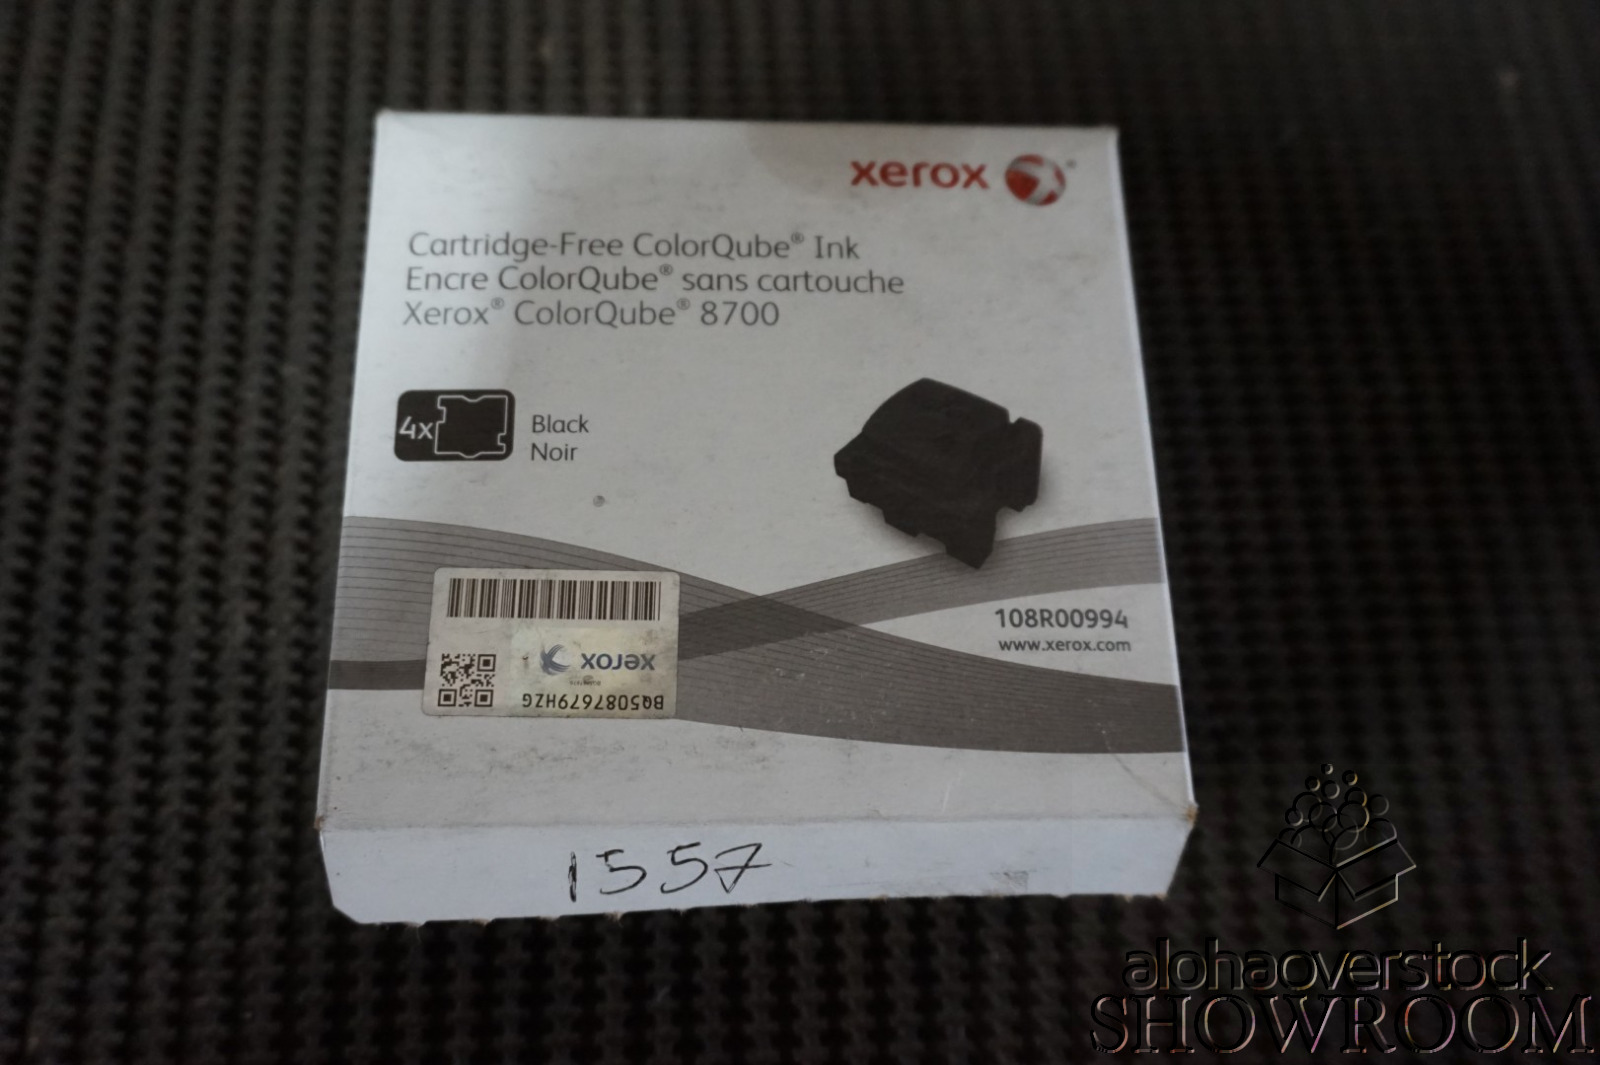 xerox
Cartridge-Free ColorQube® Ink
Encre ColorQube® sans cartouche
Xerox® ColorQube® 8700
4x
Black
Noir
108R00994
www.xerox.com
BQ5087679HZG
xerox
1557
alohaoverstock
SHOWROOM